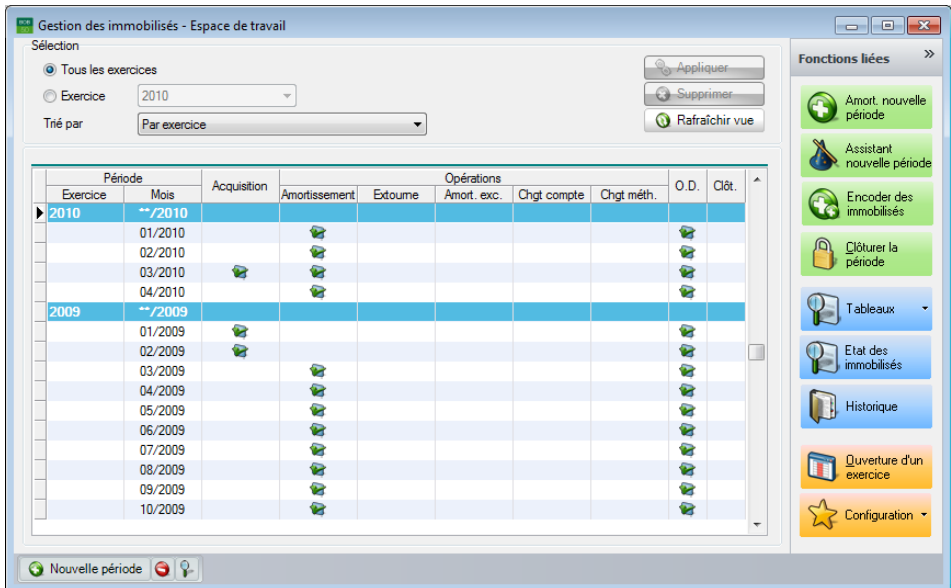 Gestion des immobilisés - Espace de travail
Sélection
Tous les exercices
Exercice 2010
Trié par Par exercice
Appliquer
Supprimer
Rafraîchir vue
Période Acquisition Opérations O.D. Clôt.
Exercice Mois Amortissement Extourne Amort. exc. Chgt compte Chgt méth.
2010 **/2010
01/2010
02/2010
03/2010
04/2010
2009 **/2009
01/2009
02/2009
03/2009
04/2009
05/2009
06/2009
07/2009
08/2009
09/2009
10/2009
Fonctions liées »
Amort. nouvelle
période
Assistant
nouvelle période
Encoder des
immobilisés
Clôturer la
période
Tableaux
Etat des
immobilisés
Historique
Ouverture d'un
exercice
Configuration
Nouvelle période